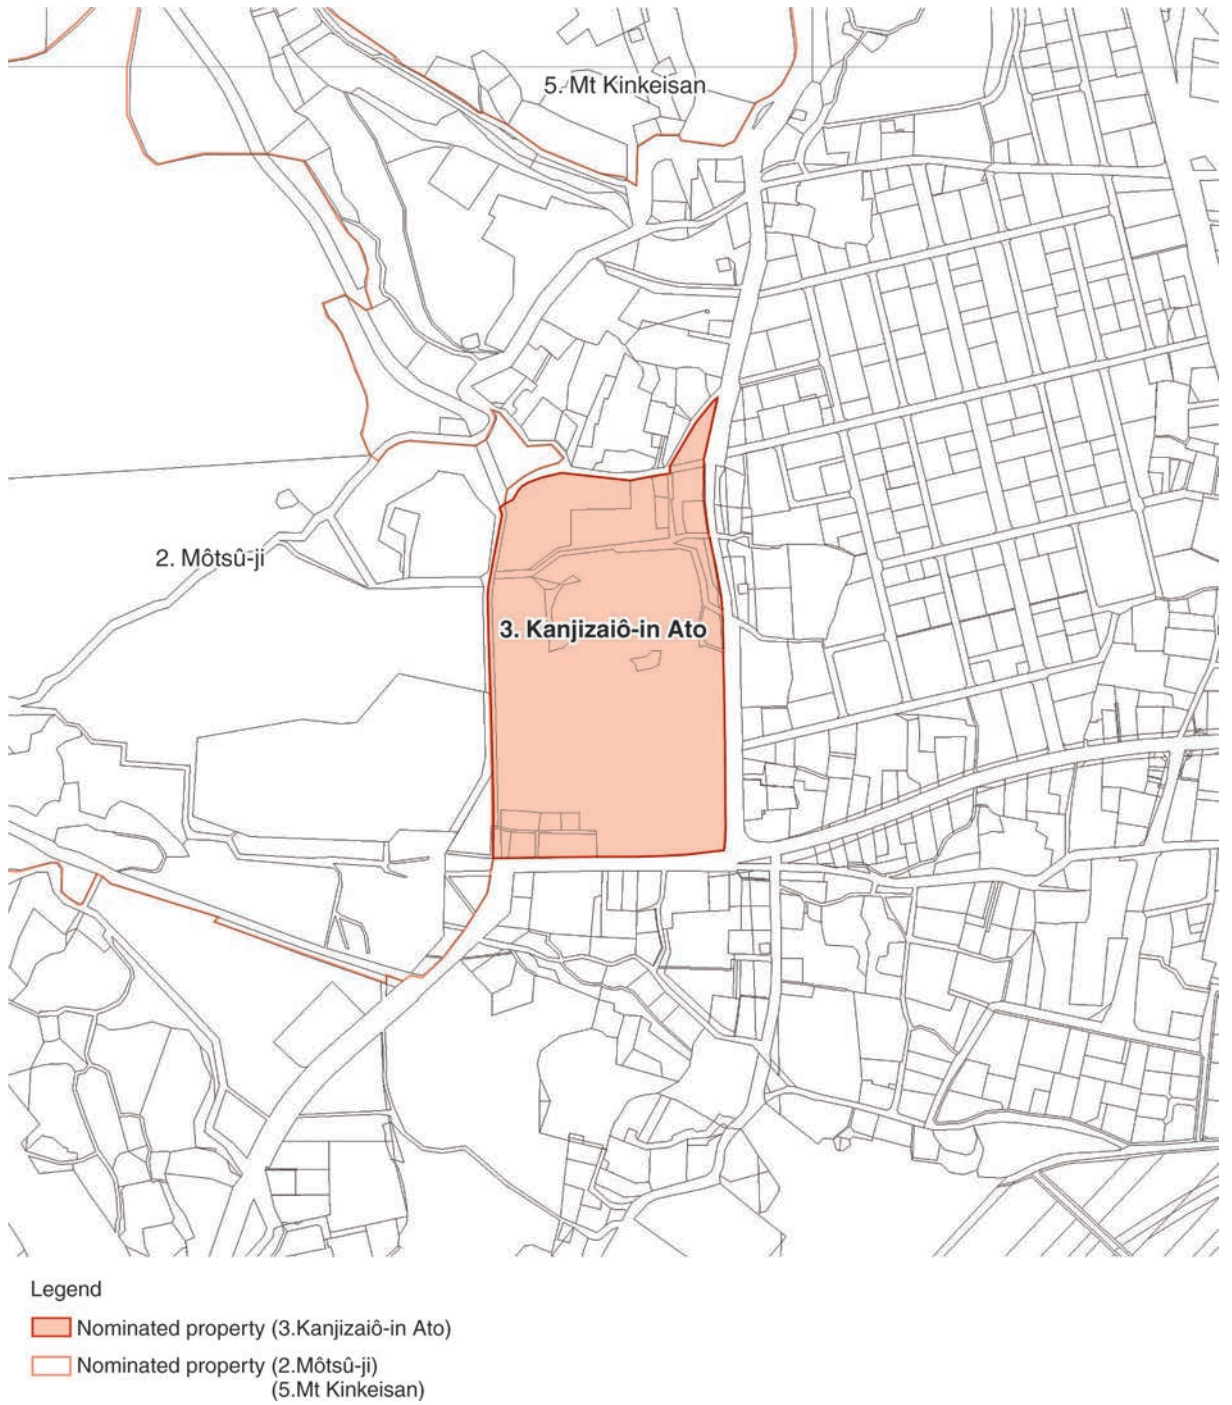 5. Mt Kinkeisan
2. Môtsû-ji
3. Kanjizaiô-in Ato
Legend
Nominated property (3.Kanjizaiô-in Ato)
Nominated property (2.Môtsû-ji)
(5.Mt Kinkeisan)